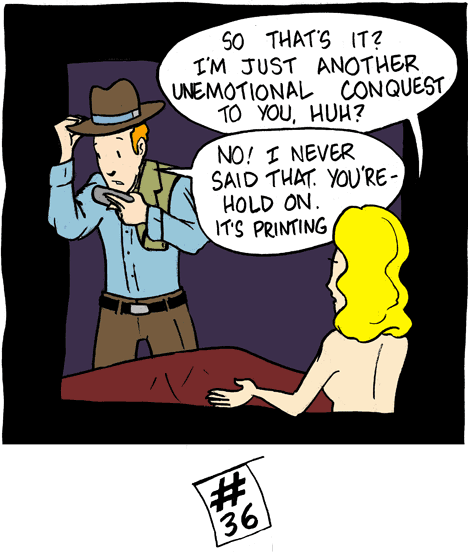 SO THAT'S IT?
I'M JUST ANOTHER
UNEMOTIONAL CONQUEST
TO YOU, HUH?
NO! I NEVER
SAID THAT. YOU'RE-
HOLD ON.
IT'S PRINTING
#
36